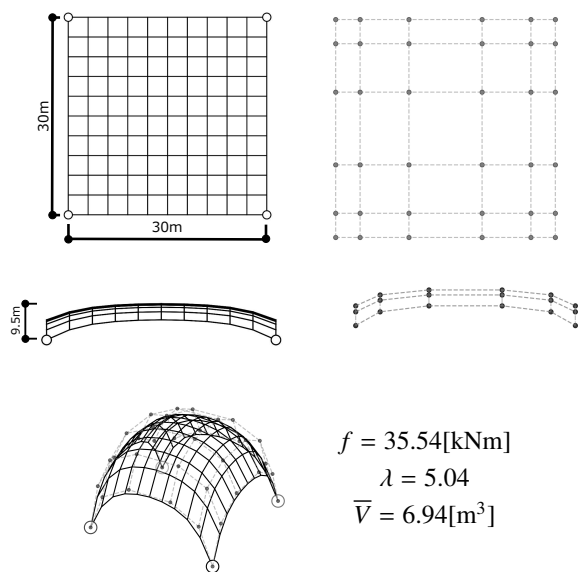 30m
30m
9.5m
f = 35.54[kNm]
λ = 5.04
V̅ = 6.94[m³]